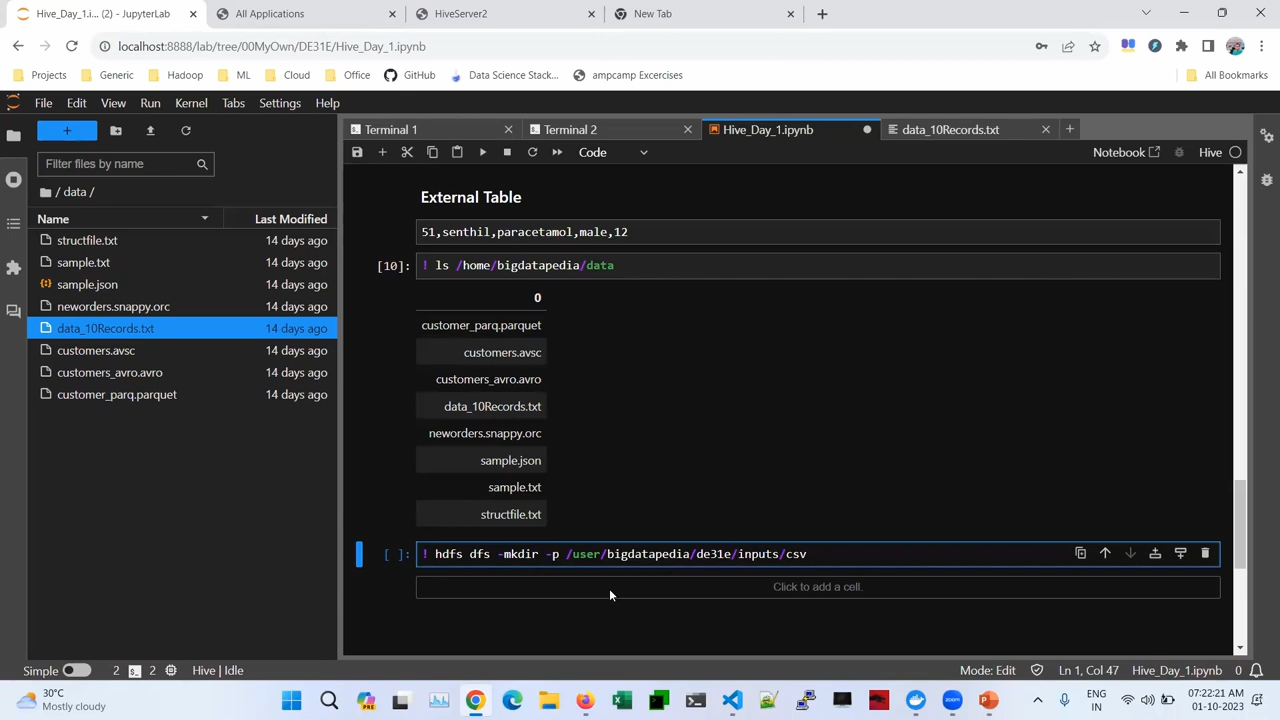 Hive_Day_1.i... (2) - JupyterLab
All Applications
HiveServer2
New Tab
localhost:8888/lab/tree/00MyOwn/DE31E/Hive_Day_1.ipynb
Projects Generic Hadoop ML Cloud Office GitHub Data Science Stack... ampcamp Excercises All Bookmarks
File Edit View Run Kernel Tabs Settings Help
Terminal 1 Terminal 2 Hive_Day_1.ipynb data_10Records.txt
Code
Notebook
Hive
Filter files by name
/ data /
Name Last Modified
structfile.txt 14 days ago
sample.txt 14 days ago
sample.json 14 days ago
neworders.snappy.orc 14 days ago
data_10Records.txt 14 days ago
customers.avsc 14 days ago
customers_avro.avro 14 days ago
customer_parq.parquet 14 days ago
External Table
51,senthil,paracetamol,male,12
[10]: ! ls /home/bigdatapedia/data
0
customer_parq.parquet
customers.avsc
customers_avro.avro
data_10Records.txt
neworders.snappy.orc
sample.json
sample.txt
structfile.txt
[ ]: ! hdfs dfs -mkdir -p /user/bigdatapedia/de31e/inputs/csv
Click to add a cell.
Simple 2 2 Hive | Idle Mode: Edit Ln 1, Col 47 Hive_Day_1.ipynb 0
30°C
Mostly cloudy
ENG
IN
07:22:21 AM
01-10-2023